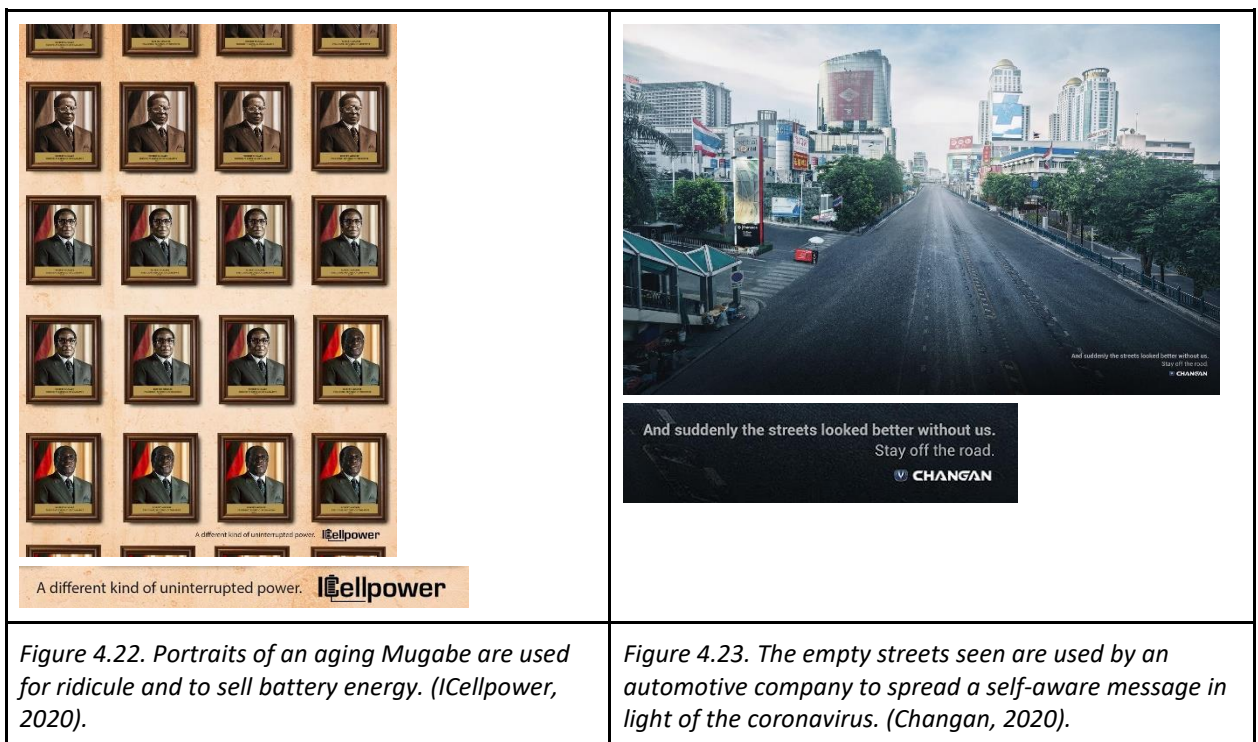 A different kind of uninterrupted power. ICellpower
A different kind of uninterrupted power. ICellpower
And suddenly the streets looked better without us.
Stay off the road.
CHANGAN
And suddenly the streets looked better without us.
Stay off the road.
V CHANGAN
Figure 4.22. Portraits of an aging Mugabe are used
for ridicule and to sell battery energy. (ICellpower,
2020).
Figure 4.23. The empty streets seen are used by an
automotive company to spread a self-aware message in
light of the coronavirus. (Changan, 2020).